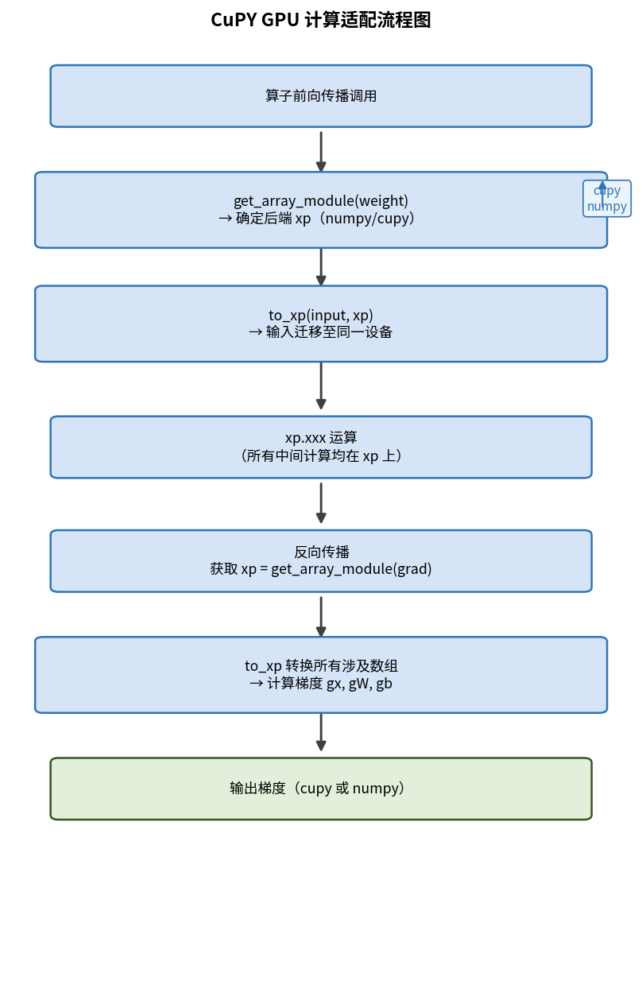 CuPY GPU 计算适配流程图
算子前向传播调用
get_array_module(weight)
→ 确定后端 xp（numpy/cupy）
cupy
numpy
to_xp(input, xp)
→ 输入迁移至同一设备
xp.xxx 运算
（所有中间计算均在 xp 上）
反向传播
获取 xp = get_array_module(grad)
to_xp 转换所有涉及数组
→ 计算梯度 gx, gW, gb
输出梯度（cupy 或 numpy）